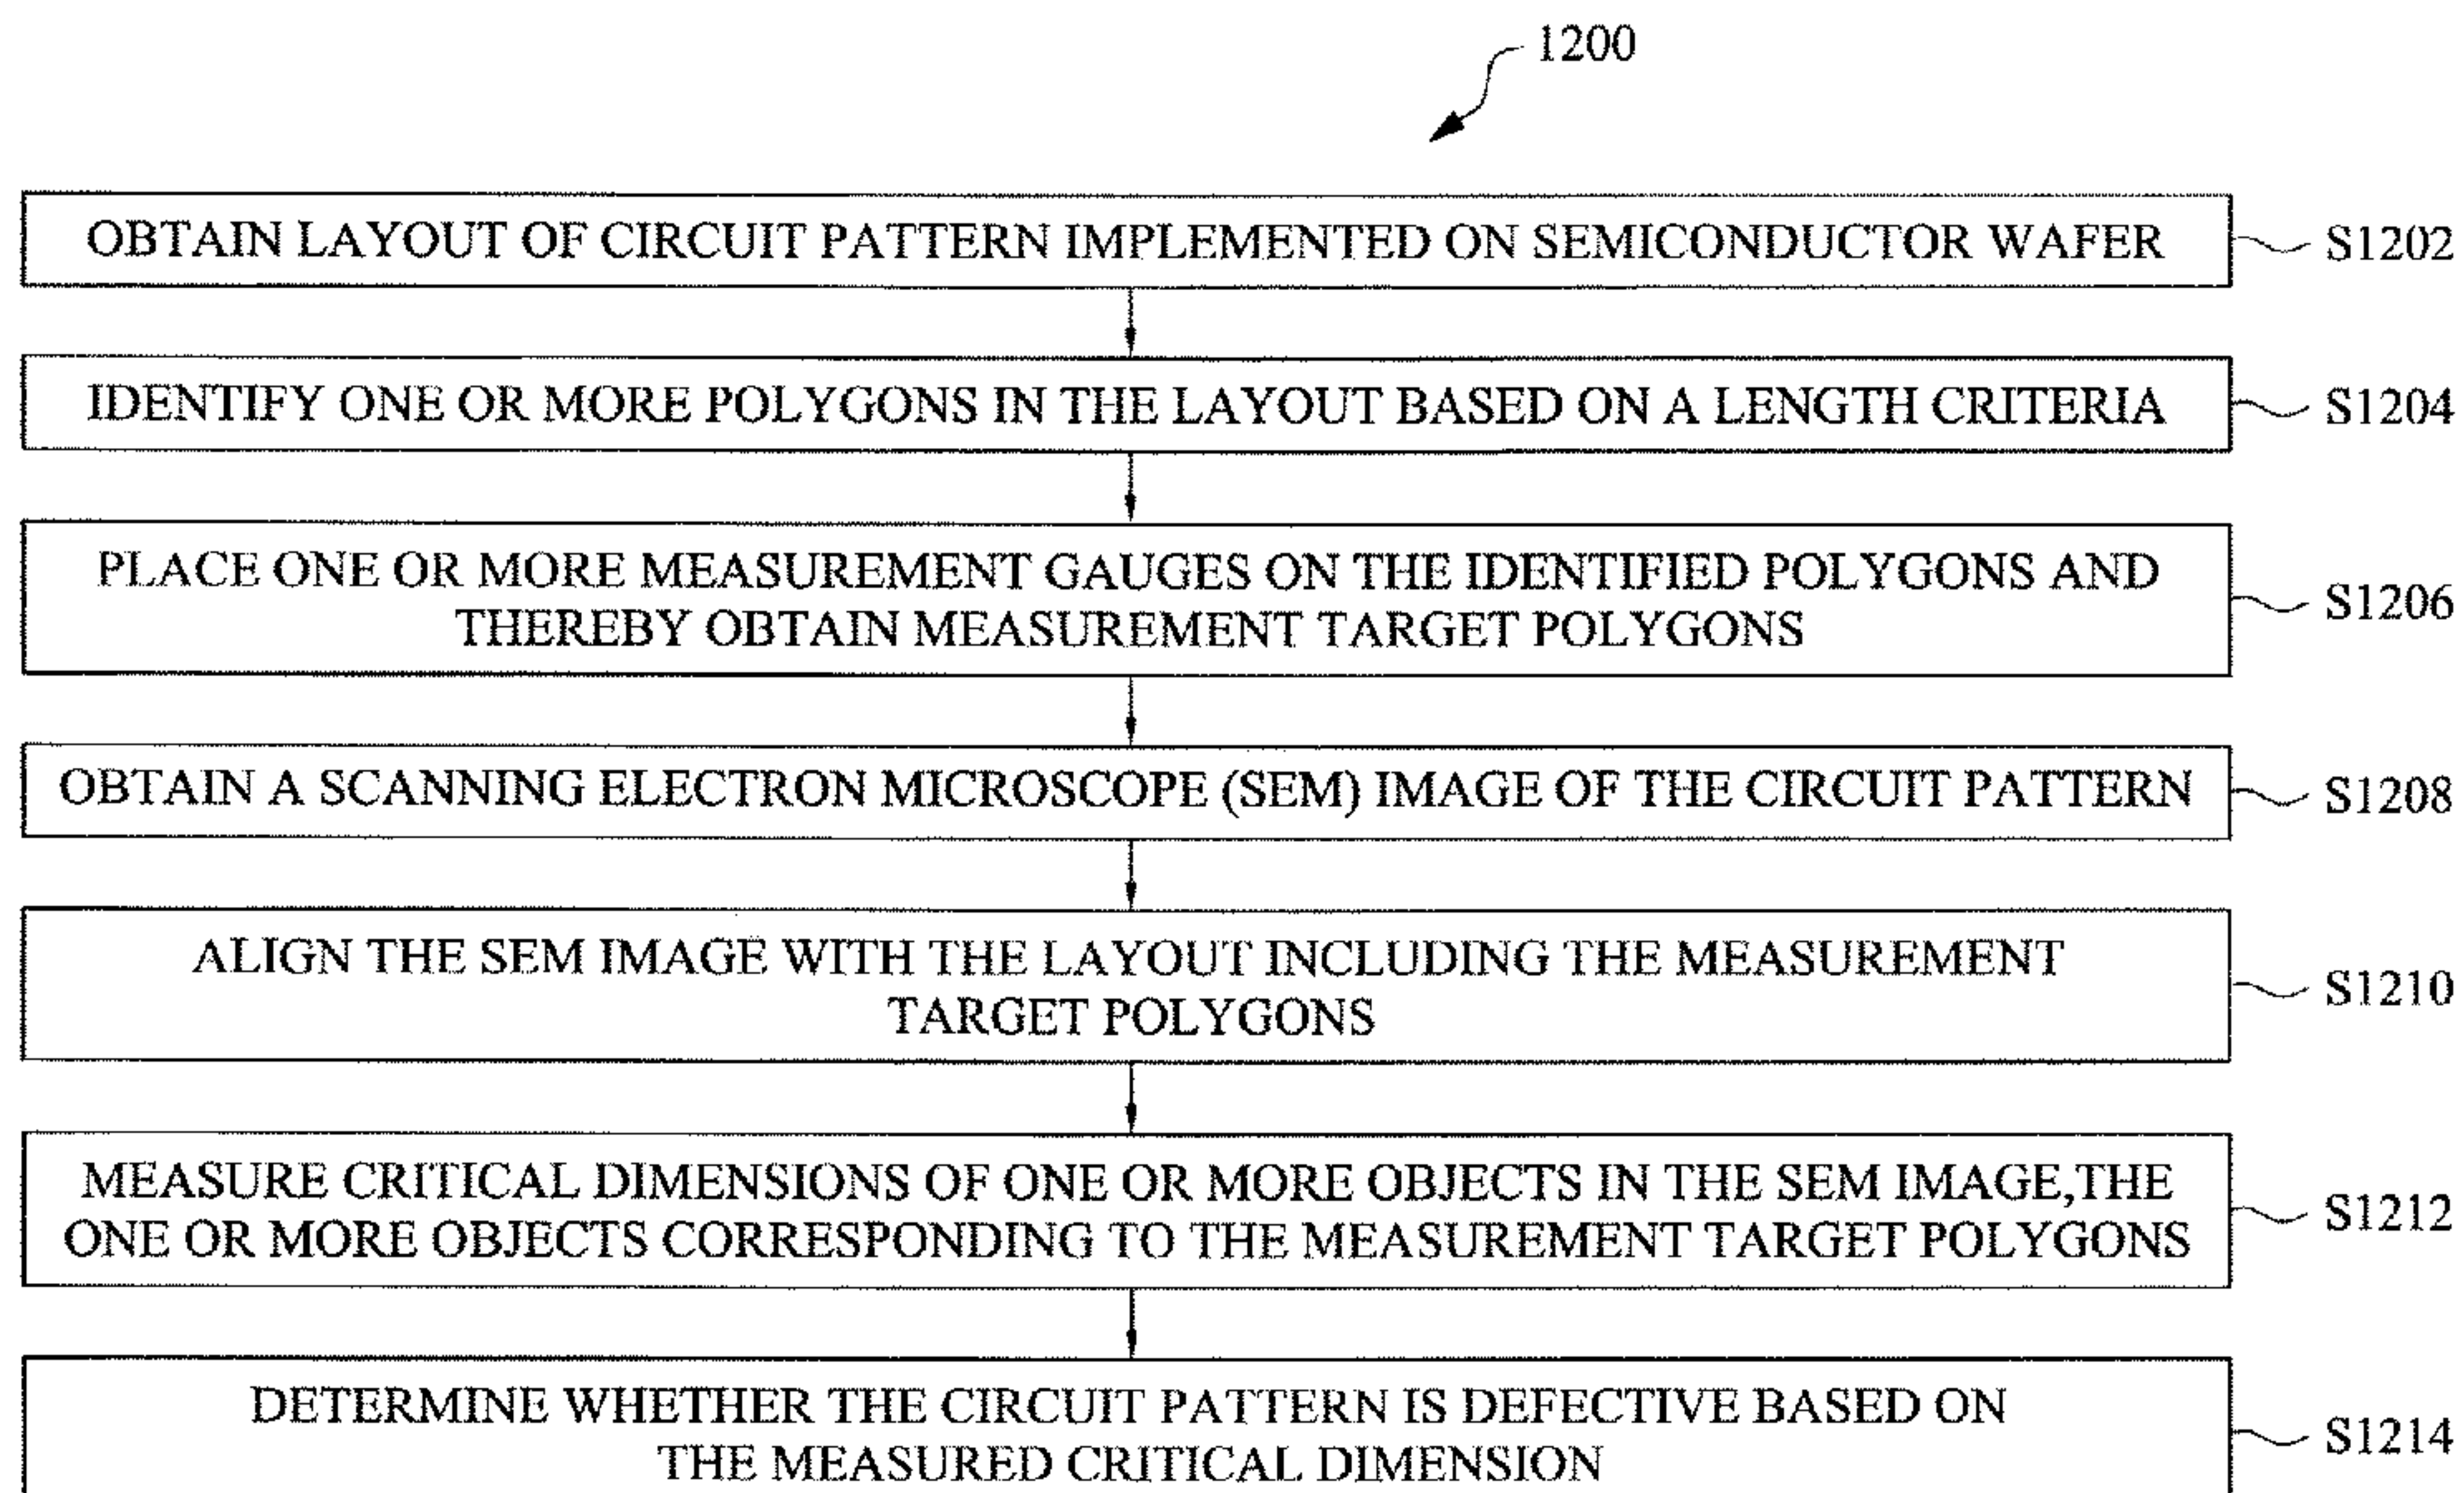 1200
OBTAIN LAYOUT OF CIRCUIT PATTERN IMPLEMENTED ON SEMICONDUCTOR WAFER
S1202
IDENTIFY ONE OR MORE POLYGONS IN THE LAYOUT BASED ON A LENGTH CRITERIA
S1204
PLACE ONE OR MORE MEASUREMENT GAUGES ON THE IDENTIFIED POLYGONS AND
THEREBY OBTAIN MEASUREMENT TARGET POLYGONS
S1206
OBTAIN A SCANNING ELECTRON MICROSCOPE (SEM) IMAGE OF THE CIRCUIT PATTERN
S1208
ALIGN THE SEM IMAGE WITH THE LAYOUT INCLUDING THE MEASUREMENT
TARGET POLYGONS
S1210
MEASURE CRITICAL DIMENSIONS OF ONE OR MORE OBJECTS IN THE SEM IMAGE,THE
ONE OR MORE OBJECTS CORRESPONDING TO THE MEASUREMENT TARGET POLYGONS
S1212
DETERMINE WHETHER THE CIRCUIT PATTERN IS DEFECTIVE BASED ON
THE MEASURED CRITICAL DIMENSION
S1214